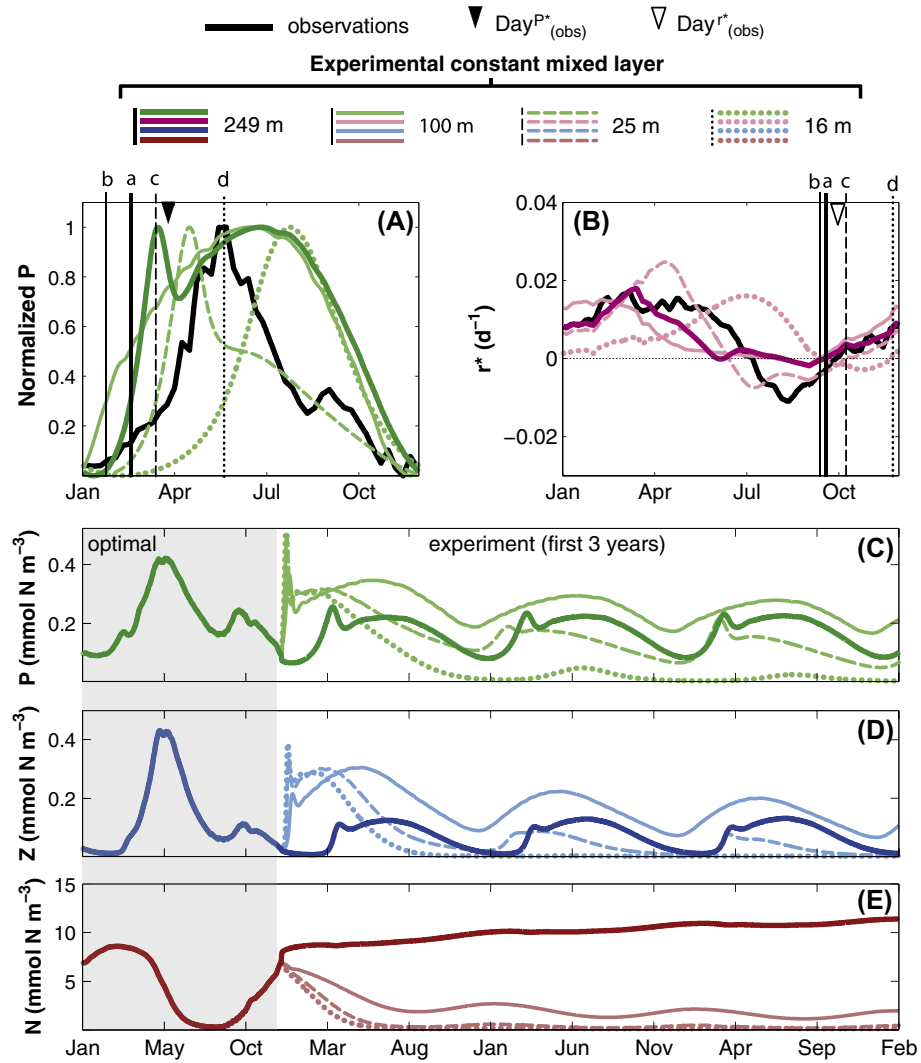 observations
Day^P*_(obs)
Day^r*_(obs)
Experimental constant mixed layer
249 m
100 m
25 m
16 m
b a c d
(A)
Normalized P
1
0.8
0.6
0.4
0.2
Jan Apr Jul Oct
b a c d
(B)
r* (d⁻¹)
0.04
0.02
0
−0.02
Jan Apr Jul Oct
optimal
experiment (first 3 years)
(C)
P (mmol N m⁻³)
0.4
0.2
(D)
Z (mmol N m⁻³)
0.4
0.2
0
(E)
N (mmol N m⁻³)
15
10
5
Jan May Oct Mar Aug Jan Jun Nov Apr Sep Feb